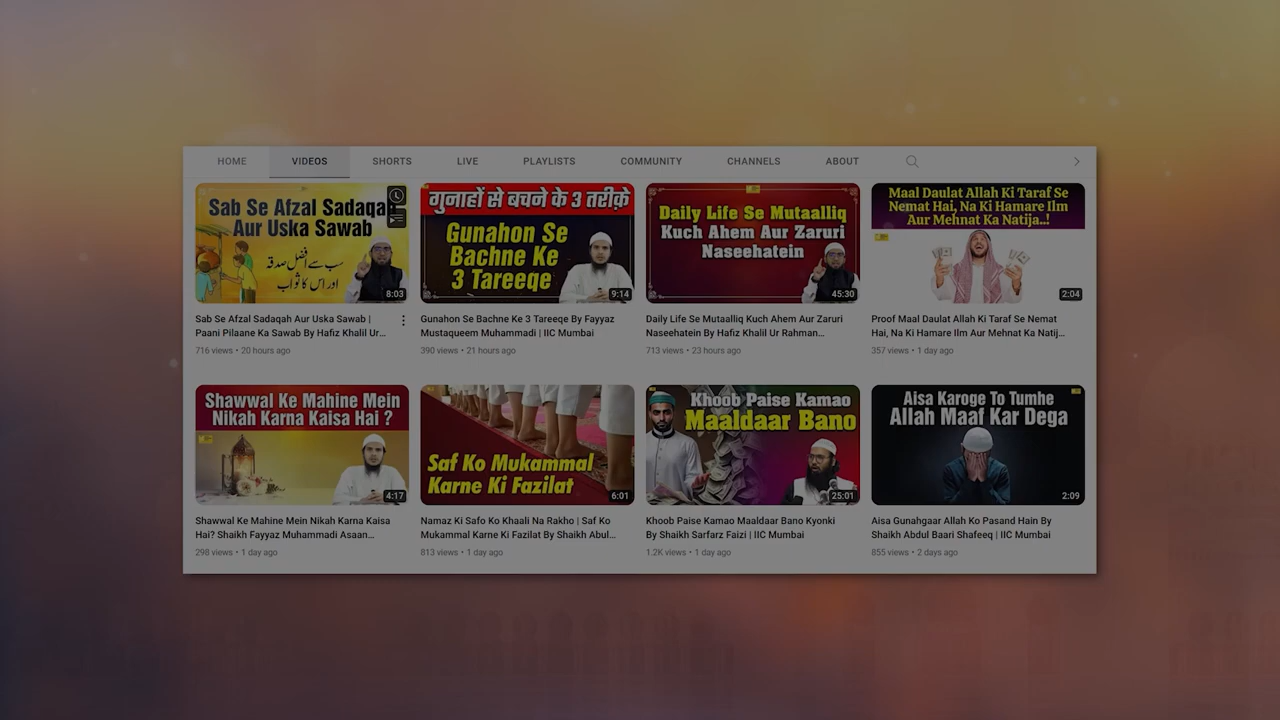 HOME VIDEOS SHORTS LIVE PLAYLISTS COMMUNITY CHANNELS ABOUT
Sab Se Afzal Sadaqa
Aur Uska Sawab
سب سے افضل صدقہ
اور اس کا ثواب
8:03
Sab Se Afzal Sadaqah Aur Uska Sawab |
Paani Pilaane Ka Sawab By Hafiz Khalil Ur...
716 views • 20 hours ago
गुनाहों से बचने के 3 तरीक़े
Gunahon Se
Bachne Ke
3 Tareeqe
9:14
Gunahon Se Bachne Ke 3 Tareeqe By Fayyaz
Mustaqueem Muhammadi | IIC Mumbai
390 views • 21 hours ago
Daily Life Se Mutaalliq
Kuch Ahem Aur Zaruri
Naseehatein
45:30
Daily Life Se Mutaalliq Kuch Ahem Aur Zaruri
Naseehatein By Hafiz Khalil Ur Rahman...
713 views • 23 hours ago
Maal Daulat Allah Ki Taraf Se
Nemat Hai, Na Ki Hamare Ilm
Aur Mehnat Ka Natija..!
2:04
Proof Maal Daulat Allah Ki Taraf Se Nemat
Hai, Na Ki Hamare Ilm Aur Mehnat Ka Natij...
357 views • 1 day ago
Shawwal Ke Mahine Mein
Nikah Karna Kaisa Hai ?
4:17
Shawwal Ke Mahine Mein Nikah Karna Kaisa
Hai? Shaikh Fayyaz Muhammadi Asaan...
298 views • 1 day ago
Saf Ko Mukammal
Karne Ki Fazilat
6:01
Namaz Ki Safo Ko Khaali Na Rakho | Saf Ko
Mukammal Karne Ki Fazilat By Shaikh Abul...
813 views • 1 day ago
Khoob Paise Kamao
Maaldaar Bano
25:01
Khoob Paise Kamao Maaldaar Bano Kyonki
By Shaikh Sarfarz Faizi | IIC Mumbai
1.2K views • 1 day ago
Aisa Karoge To Tumhe
Allah Maaf Kar Dega
2:09
Aisa Gunahgaar Allah Ko Pasand Hain By
Shaikh Abdul Baari Shafeeq | IIC Mumbai
855 views • 2 days ago